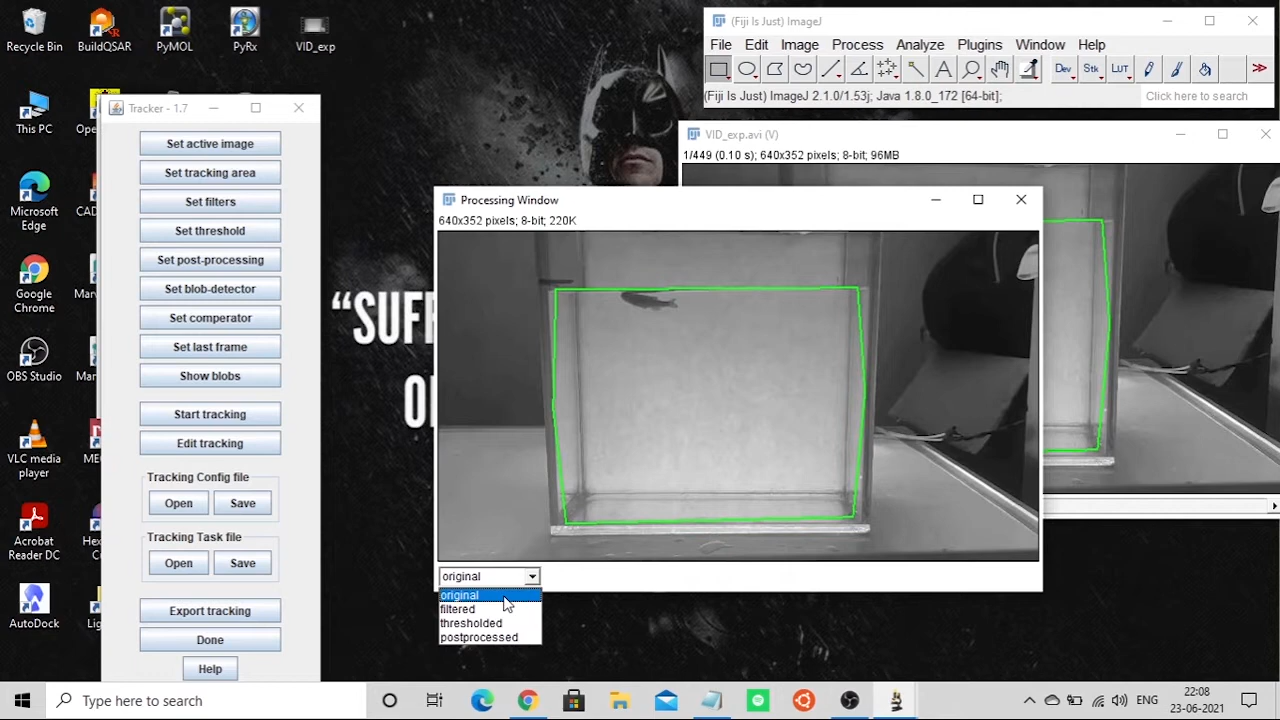 Recycle Bin
BuildQSAR
PyMOL
PyRx
VID_exp
This PC
Microsoft
Edge
Google
Chrome
OBS Studio
VLC media
player
Acrobat
Reader DC
AutoDock
Tracker - 1.7
Set active image
Set tracking area
Set filters
Set threshold
Set post-processing
Set blob-detector
Set comperator
Set last frame
Show blobs
Start tracking
Edit tracking
Tracking Config file
Open Save
Tracking Task file
Open Save
Export tracking
Done
Help
“SUFF
(Fiji Is Just) ImageJ
File Edit Image Process Analyze Plugins Window Help
Dev Stk LUT
(Fiji Is Just) ImageJ 2.1.0/1.53j; Java 1.8.0_172 [64-bit];
Click here to search
VID_exp.avi (V)
1/449 (0.10 s); 640x352 pixels; 8-bit; 96MB
Processing Window
640x352 pixels; 8-bit; 220K
original
original
filtered
thresholded
postprocessed
Type here to search
ENG
22:08
23-06-2021